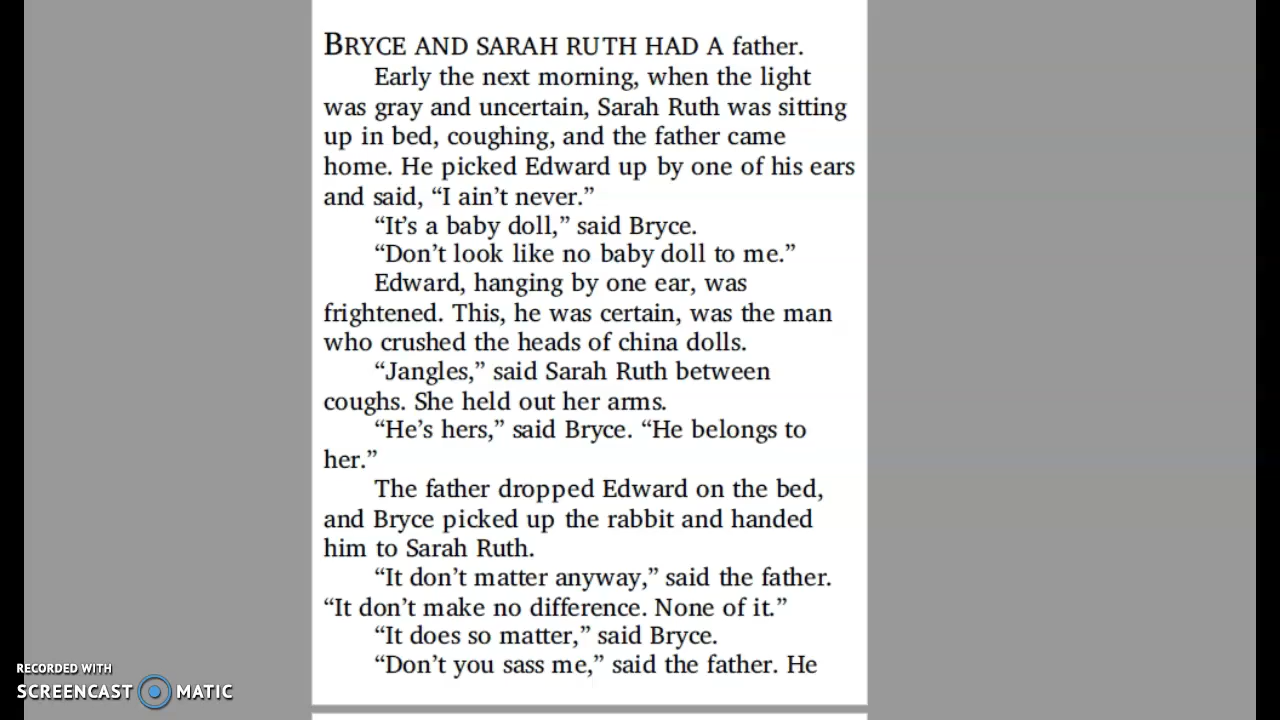 BRYCE AND SARAH RUTH HAD A father.
Early the next morning, when the light
was gray and uncertain, Sarah Ruth was sitting
up in bed, coughing, and the father came
home. He picked Edward up by one of his ears
and said, “I ain’t never.”
“It’s a baby doll,” said Bryce.
“Don’t look like no baby doll to me.”
Edward, hanging by one ear, was
frightened. This, he was certain, was the man
who crushed the heads of china dolls.
“Jangles,” said Sarah Ruth between
coughs. She held out her arms.
“He’s hers,” said Bryce. “He belongs to
her.”
The father dropped Edward on the bed,
and Bryce picked up the rabbit and handed
him to Sarah Ruth.
“It don’t matter anyway,” said the father.
“It don’t make no difference. None of it.”
“It does so matter,” said Bryce.
“Don’t you sass me,” said the father. He
RECORDED WITH
SCREENCAST MATIC